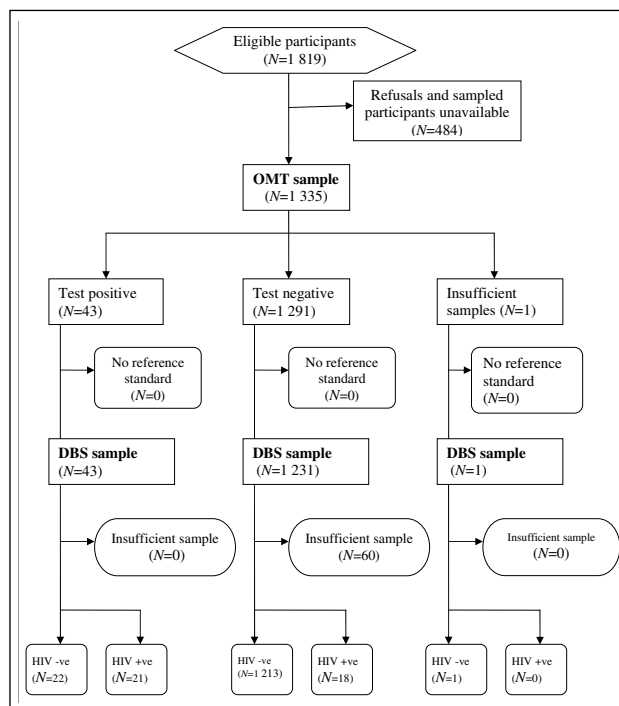 Eligible participants
(N=1 819)
Refusals and sampled
participants unavailable
(N=484)
OMT sample
(N=1 335)
Test positive
(N=43)
Test negative
(N=1 291)
Insufficient
samples (N=1)
No reference
standard
(N=0)
No reference
standard
(N=0)
No reference
standard
(N=0)
DBS sample
(N=43)
DBS sample
(N=1 231)
DBS sample
(N=1)
Insufficient sample
(N=0)
Insufficient sample
(N=60)
Insufficient sample
(N=0)
HIV -ve
(N=22)
HIV +ve
(N=21)
HIV -ve
(N=1 213)
HIV +ve
(N=18)
HIV -ve
(N=1)
HIV +ve
(N=0)